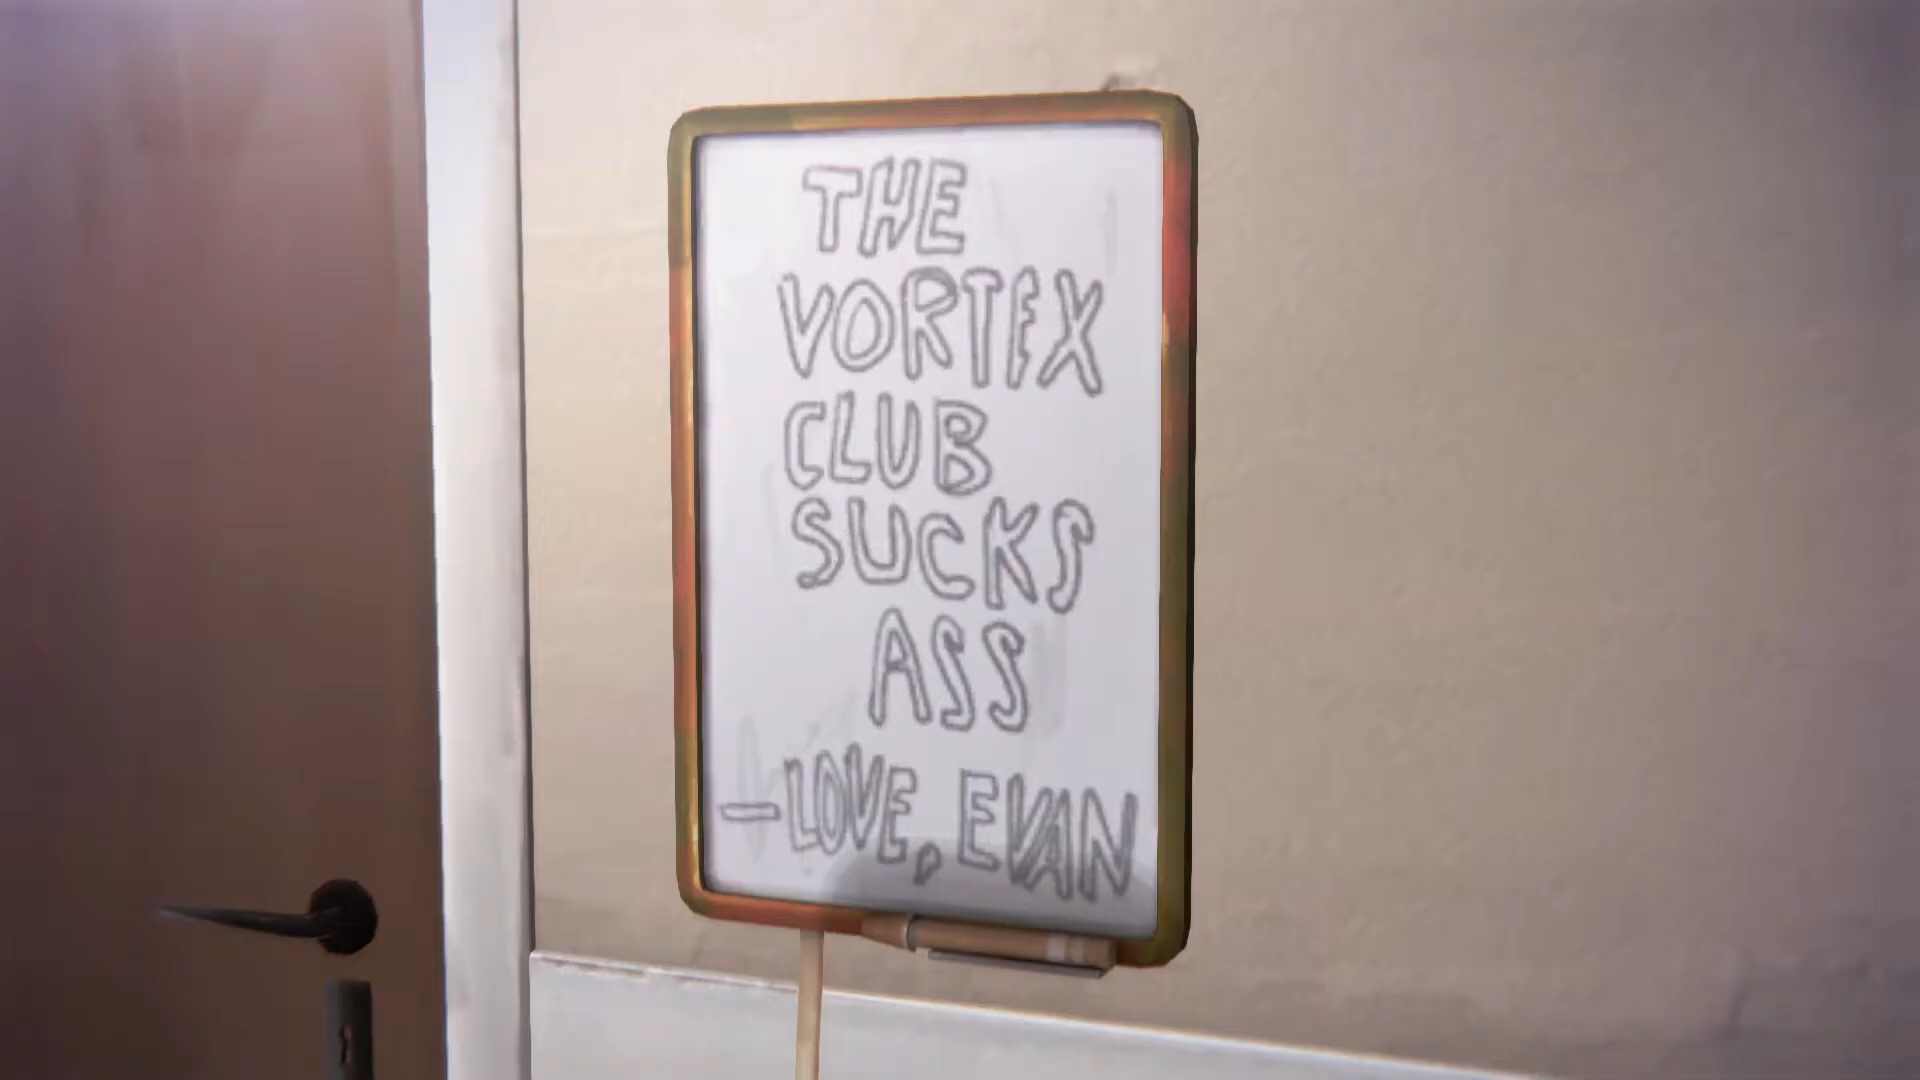 THE
VORTEX
CLUB
SUCKS
ASS
—LOVE, EVAN